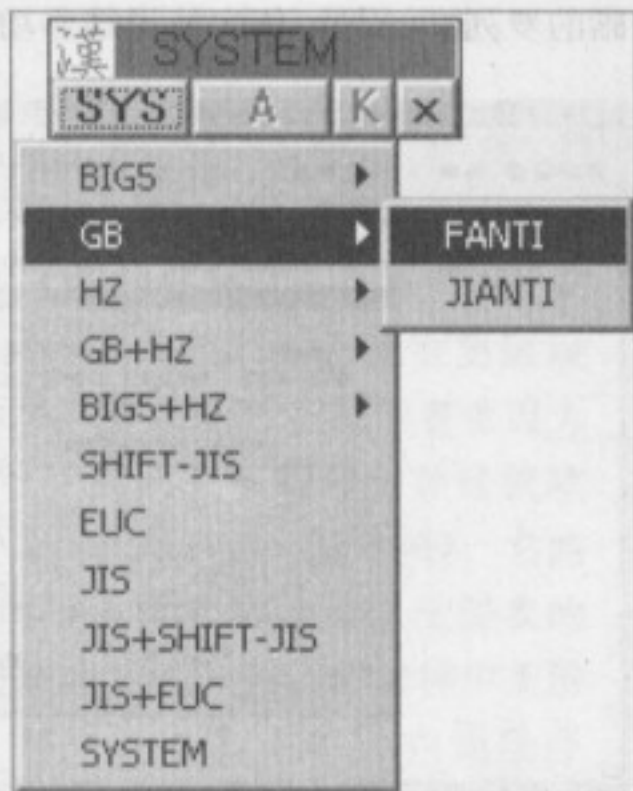 漢 SYSTEM
SYS A K ×
BIG5
GB
FANTI
HZ
JIANTI
GB+HZ
BIG5+HZ
SHIFT-JIS
EUC
JIS
JIS+SHIFT-JIS
JIS+EUC
SYSTEM